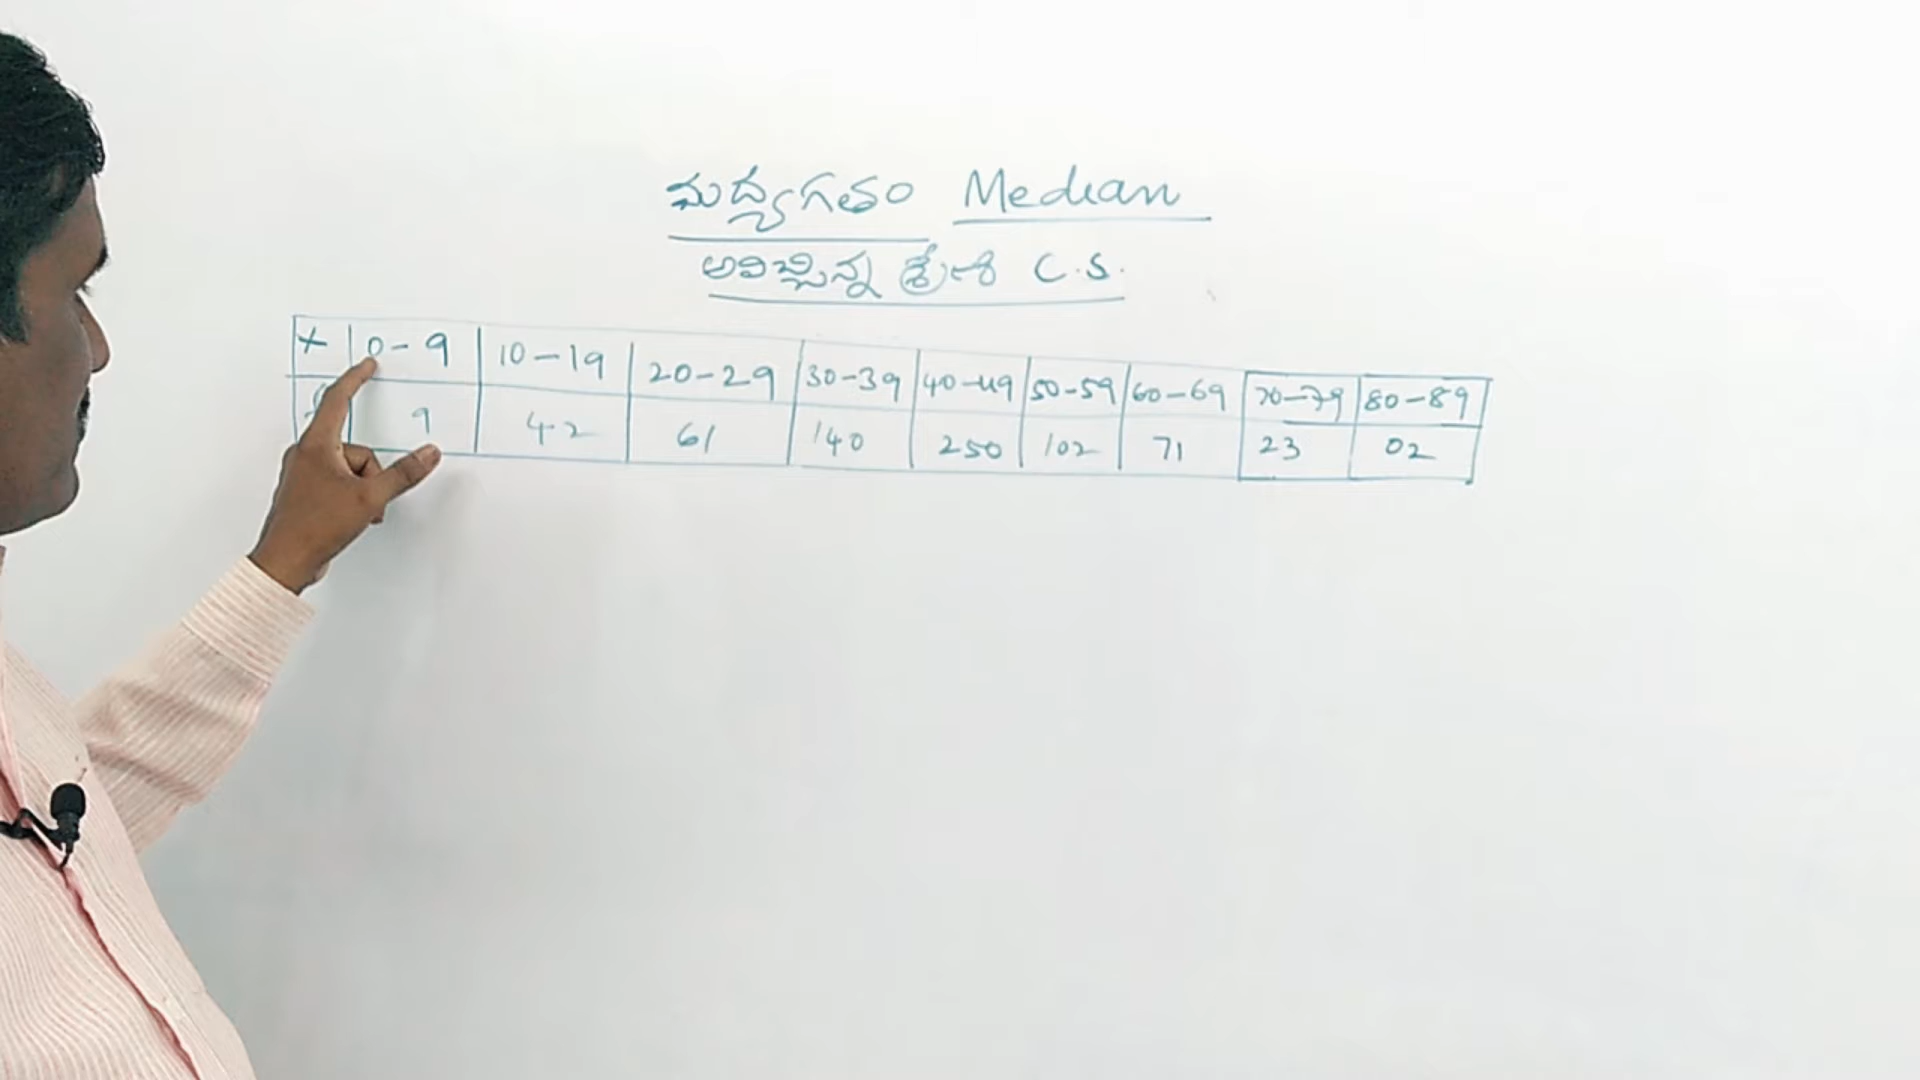 మద్యగతం Median
అవిచ్ఛిన్న శ్రేణి C.S.
X 0-9 10-19 20-29 30-39 40-49 50-59 60-69 70-79 80-89
9 42 61 140 250 102 71 23 02